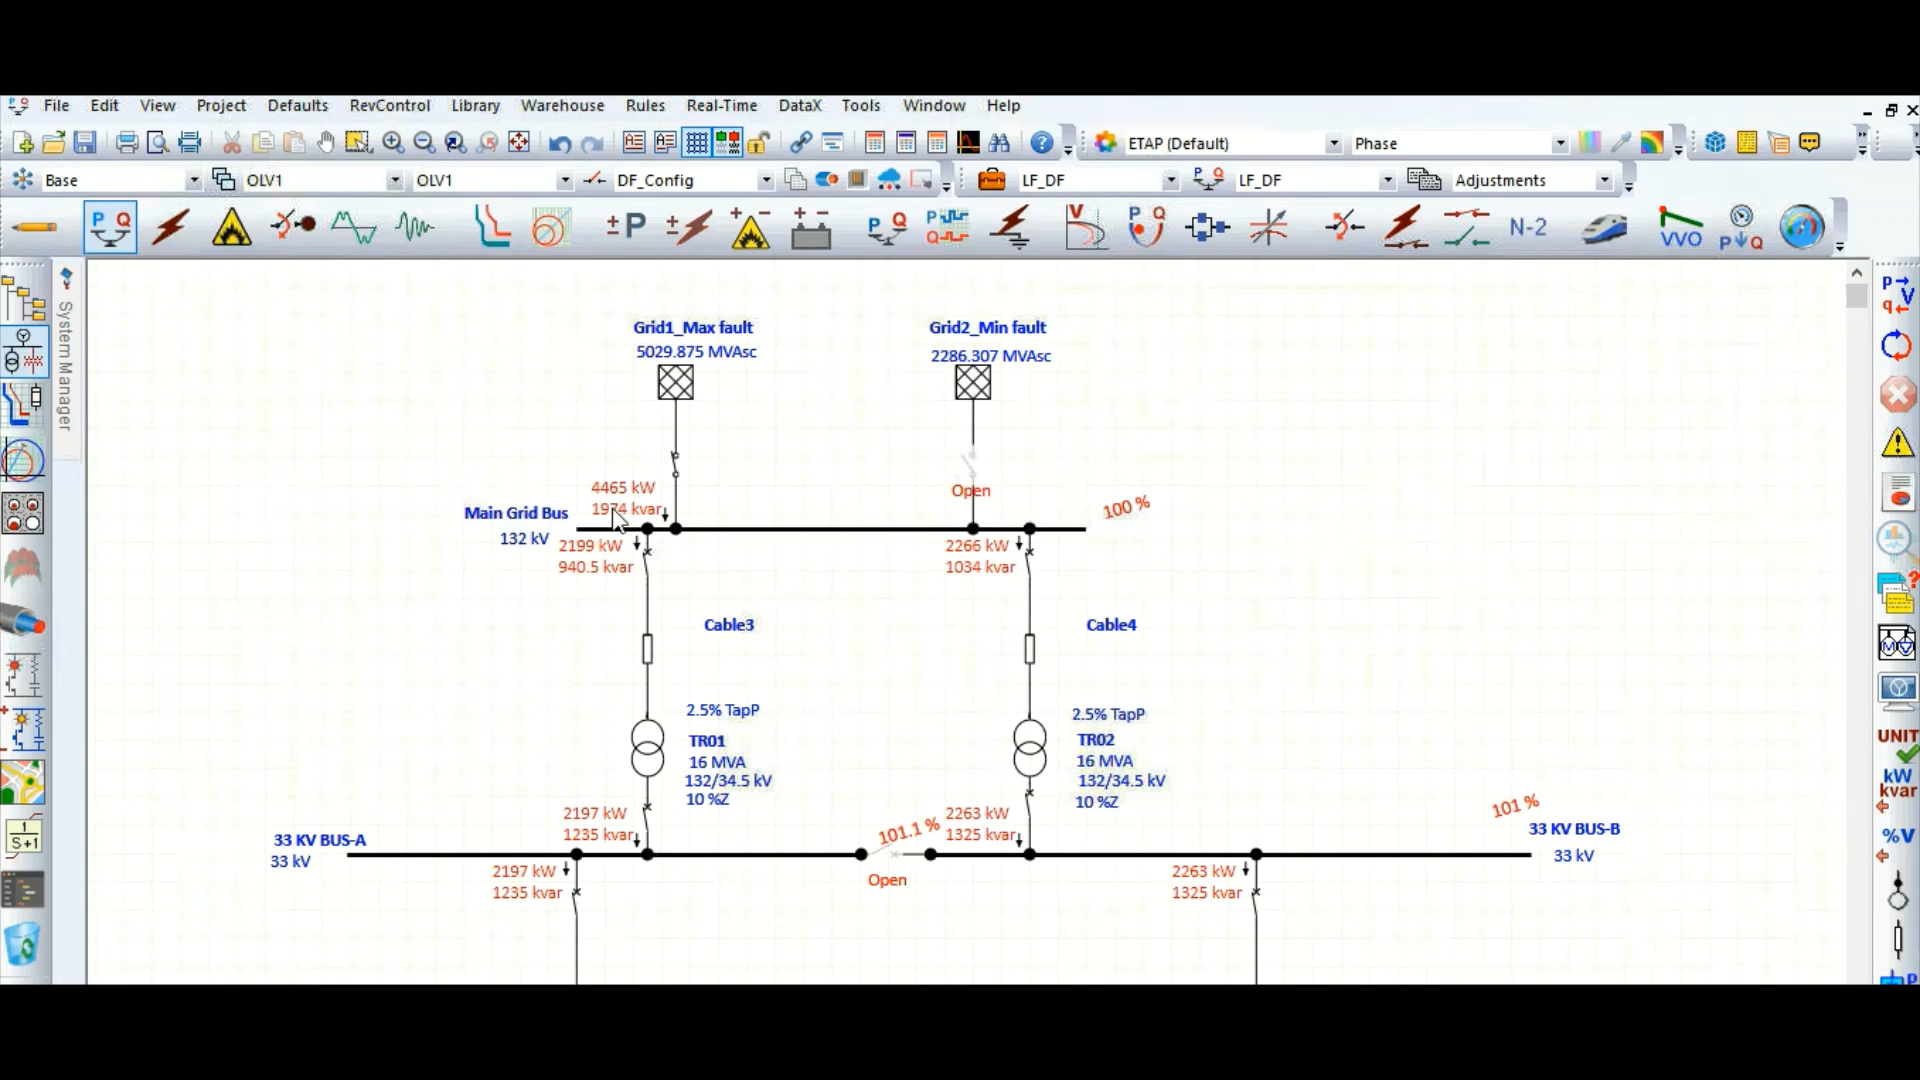 File Edit View Project Defaults RevControl Library Warehouse Rules Real-Time DataX Tools Window Help
ETAP (Default) Phase
Base OLV1 OLV1 DF_Config LF_DF LF_DF Adjustments
P Q ± P P Q P Q V P Q N-2 VVO P Q
System Manager
Grid1_Max fault
5029.875 MVAsc
Grid2_Min fault
2286.307 MVAsc
4465 kW
1974 kvar
Open
100 %
Main Grid Bus
132 kV
2199 kW
940.5 kvar
2266 kW
1034 kvar
Cable3
Cable4
2.5% TapP
TR01
16 MVA
132/34.5 kV
10 %Z
2.5% TapP
TR02
16 MVA
132/34.5 kV
10 %Z
2197 kW
1235 kvar
101.1 %
2263 kW
1325 kvar
101 %
33 KV BUS-A
33 kV
33 KV BUS-B
33 kV
2197 kW
1235 kvar
Open
2263 kW
1325 kvar
1
S+1
P V
q
UNIT
kW
kvar
%V
P